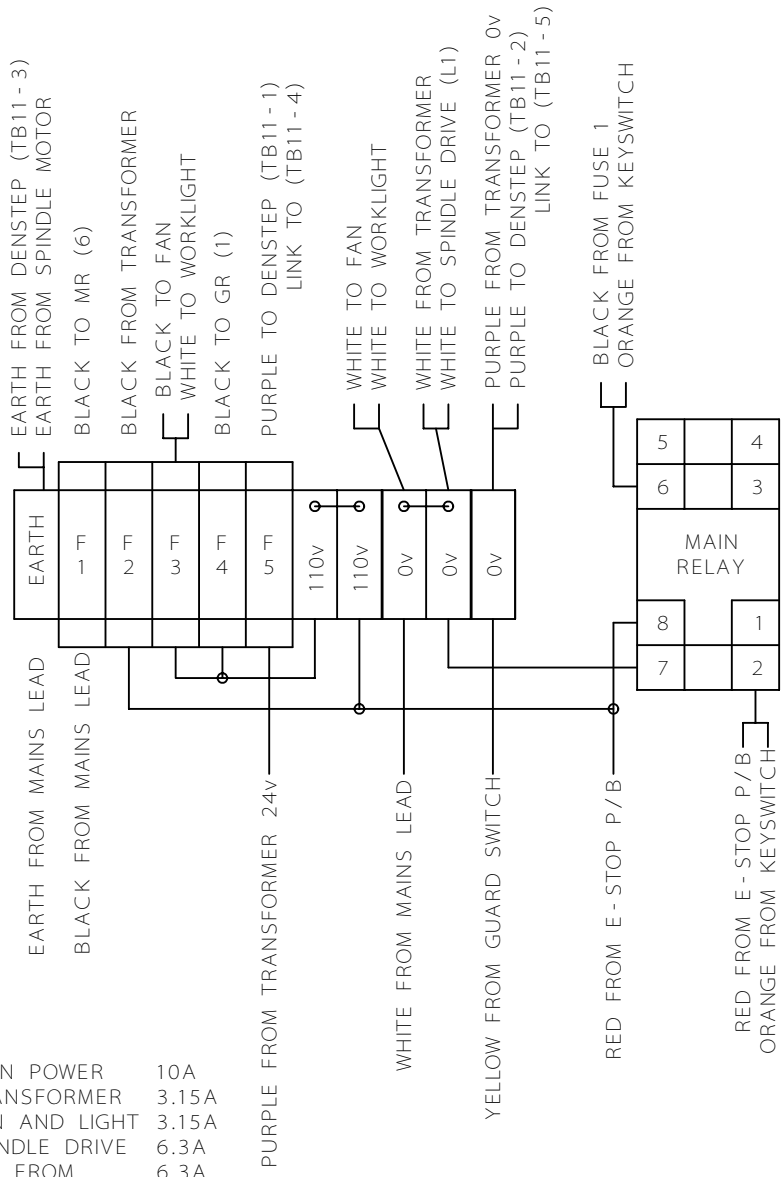 EARTH FROM DENSTEP (TB11 - 3)
EARTH FROM SPINDLE MOTOR
BLACK TO MR (6)
BLACK FROM TRANSFORMER
BLACK TO FAN
WHITE TO WORKLIGHT
BLACK TO GR (1)
PURPLE TO DENSTEP (TB11 - 1)
LINK TO (TB11 - 4)
WHITE TO FAN
WHITE TO WORKLIGHT
WHITE FROM TRANSFORMER
WHITE TO SPINDLE DRIVE (L1)
PURPLE FROM TRANSFORMER 0v
PURPLE TO DENSTEP (TB11 - 2)
LINK TO (TB11 - 5)
BLACK FROM FUSE 1
ORANGE FROM KEYSWITCH
EARTH
F 1
F 2
F 3
F 4
F 5
110v
110v
0v
0v
0v
5
4
6
3
MAIN
RELAY
8
1
7
2
EARTH FROM MAINS LEAD
BLACK FROM MAINS LEAD
PURPLE FROM TRANSFORMER 24v
WHITE FROM MAINS LEAD
YELLOW FROM GUARD SWITCH
RED FROM E - STOP P / B
RED FROM E - STOP P / B
ORANGE FROM KEYSWITCH
N POWER 10A
ANSFORMER 3.15A
N AND LIGHT 3.15A
NDLE DRIVE 6.3A
FROM 6.3A